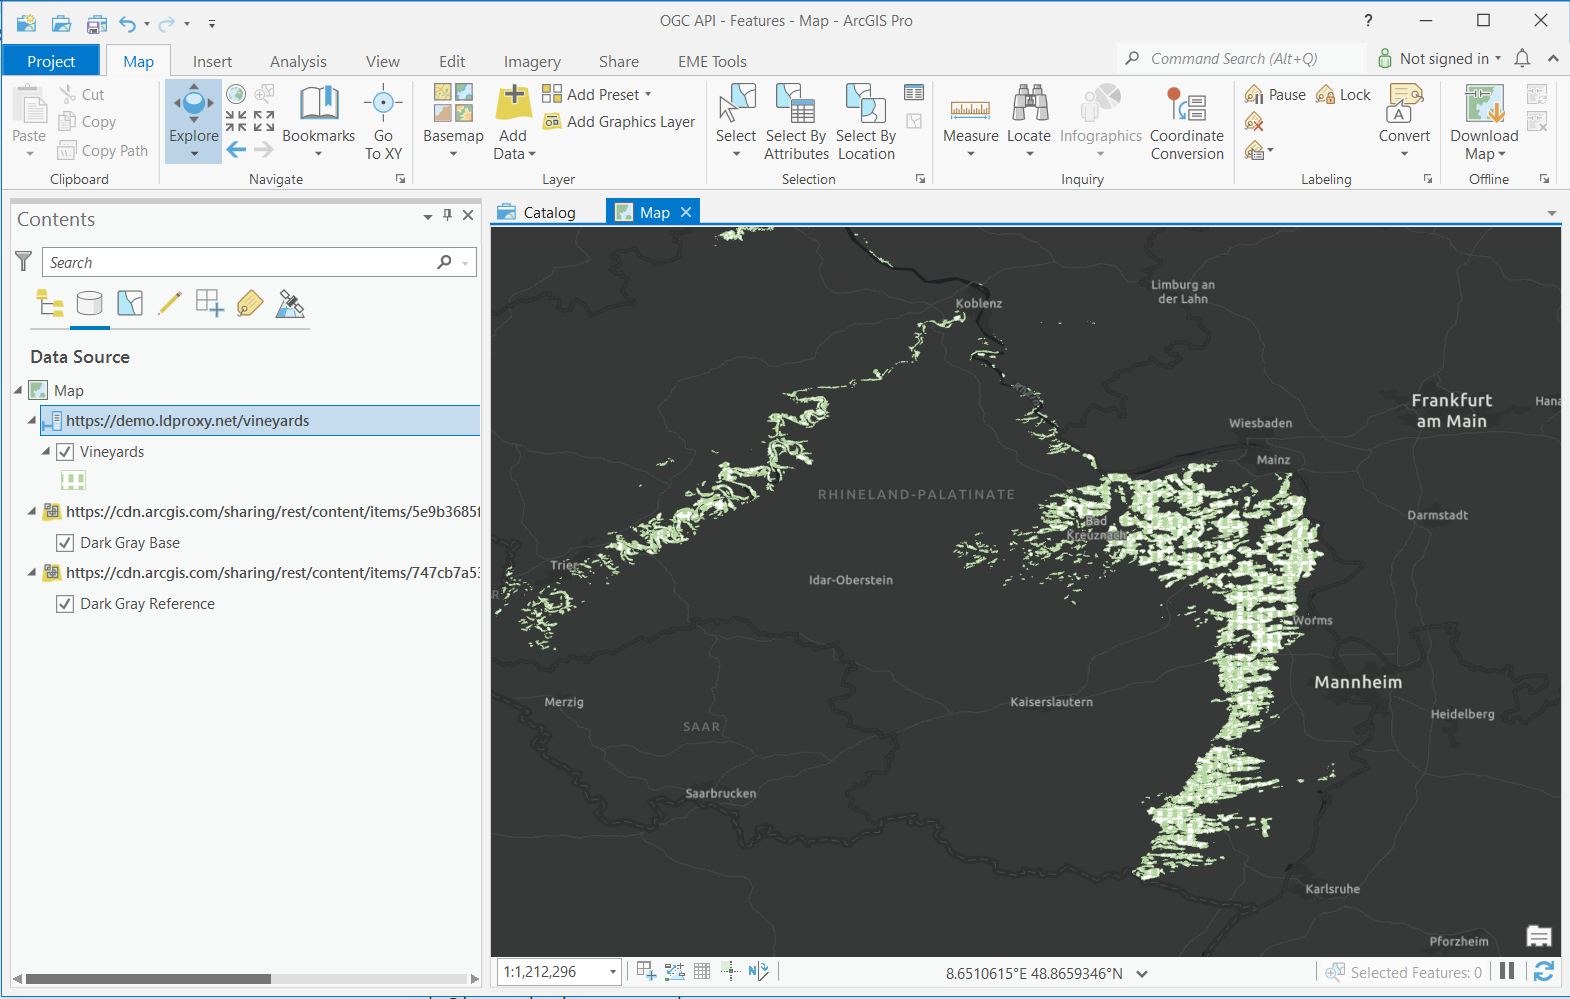 OGC API - Features - Map - ArcGIS Pro
?
Project
Map
Insert
Analysis
View
Edit
Imagery
Share
EME Tools
Command Search (Alt+Q)
Not signed in
Paste
Cut
Copy
Copy Path
Clipboard
Explore
Bookmarks
Go
To XY
Navigate
Basemap
Add
Data
Add Preset
Add Graphics Layer
Layer
Select
Select By
Attributes
Select By
Location
Selection
Measure
Locate
Infographics
Coordinate
Conversion
Inquiry
Pause
Lock
Labeling
A
Convert
Download
Map
Offline
Contents
Search
Data Source
Map
https://demo.ldproxy.net/vineyards
Vineyards
https://cdn.arcgis.com/sharing/rest/content/items/5e9b3685f
Dark Gray Base
https://cdn.arcgis.com/sharing/rest/content/items/747cb7a53
Dark Gray Reference
Catalog
Map
Koblenz
Limburg an
der Lahn
Frankfurt
am Main
Hana
Wiesbaden
Mainz
RHINELAND-PALATINATE
Bad
Kreuznach
Darmstadt
Trier
Idar-Oberstein
R
Worms
Mannheim
Merzig
Kaiserslautern
Heidelberg
SAAR
Saarbrucken
Karlsruhe
Pforzheim
1:1,212,296
N
8.6510615°E 48.8659346°N
Selected Features: 0